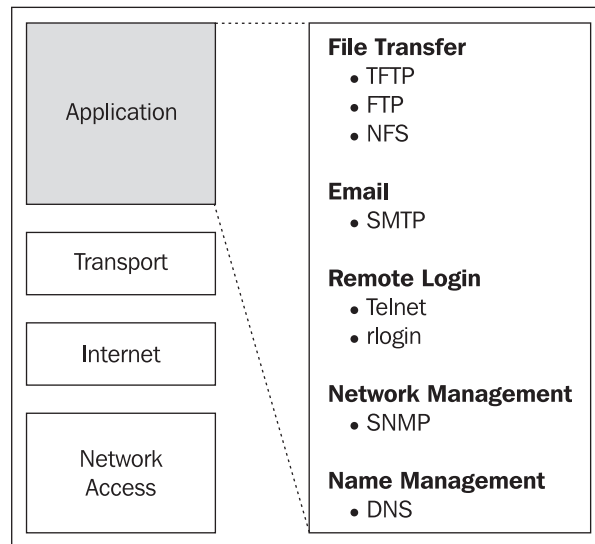 Application
Transport
Internet
Network
Access
File Transfer
• TFTP
• FTP
• NFS
Email
• SMTP
Remote Login
• Telnet
• rlogin
Network Management
• SNMP
Name Management
• DNS